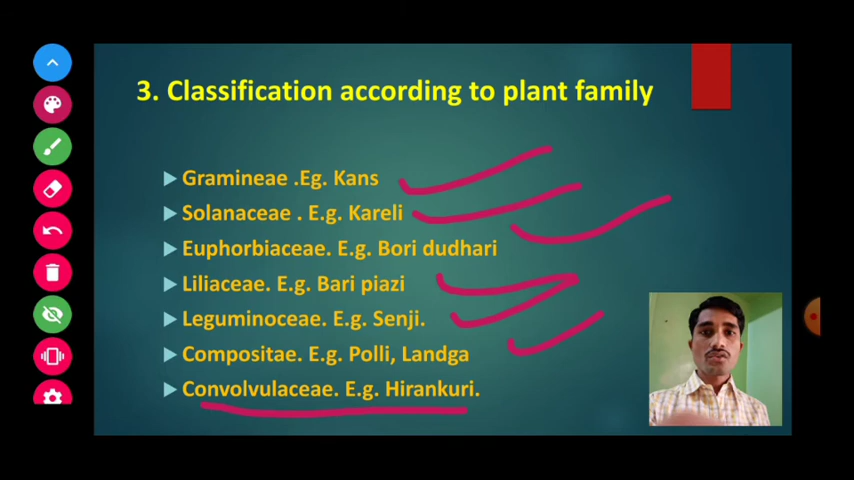 3. Classification according to plant family
Gramineae .Eg. Kans
Solanaceae . E.g. Kareli
Euphorbiaceae. E.g. Bori dudhari
Liliaceae. E.g. Bari piazi
Leguminoceae. E.g. Senji.
Compositae. E.g. Polli, Landga
Convolvulaceae. E.g. Hirankuri.